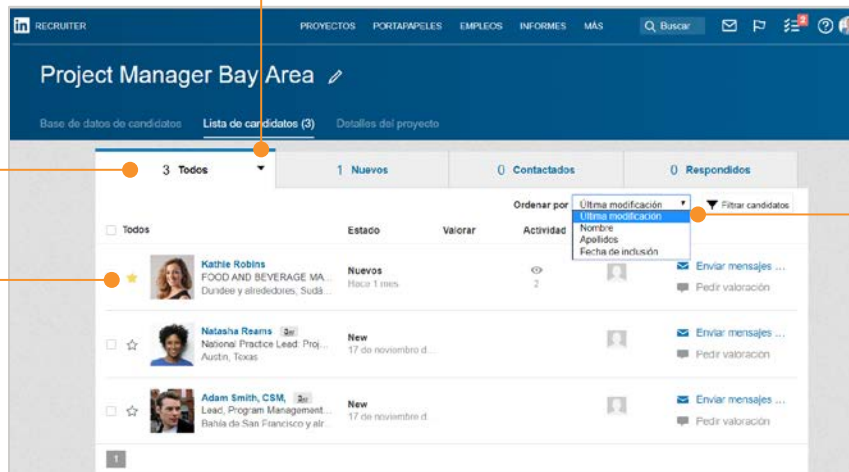 in RECRUITER PROYECTOS PORTAPAPELES EMPLEOS INFORMES MÁS Buscar 2
Project Manager Bay Area
Base de datos de candidatos Lista de candidatos (3) Detalles del proyecto
3 Todos 1 Nuevos 0 Contactados 0 Respondidos
Ordenar por Última modificación Filtrar candidatos
Última modificación
Nombre
Apellidos
Fecha de inclusión
Todos Estado Valorar Actividad
Kathie Robins
FOOD AND BEVERAGE MA...
Dundee y alrededores, Sudá...
Nuevos
Hace 1 mes
2
Enviar mensajes ...
Pedir valoración
Natasha Reams 2nd
National Practice Lead: Proj...
Austin, Texas
New
17 de noviembre d...
Enviar mensajes ...
Pedir valoración
Adam Smith, CSM, 2nd
Lead, Program Management...
Bahía de San Francisco y alr...
New
17 de noviembre d...
Enviar mensajes ...
Pedir valoración
1